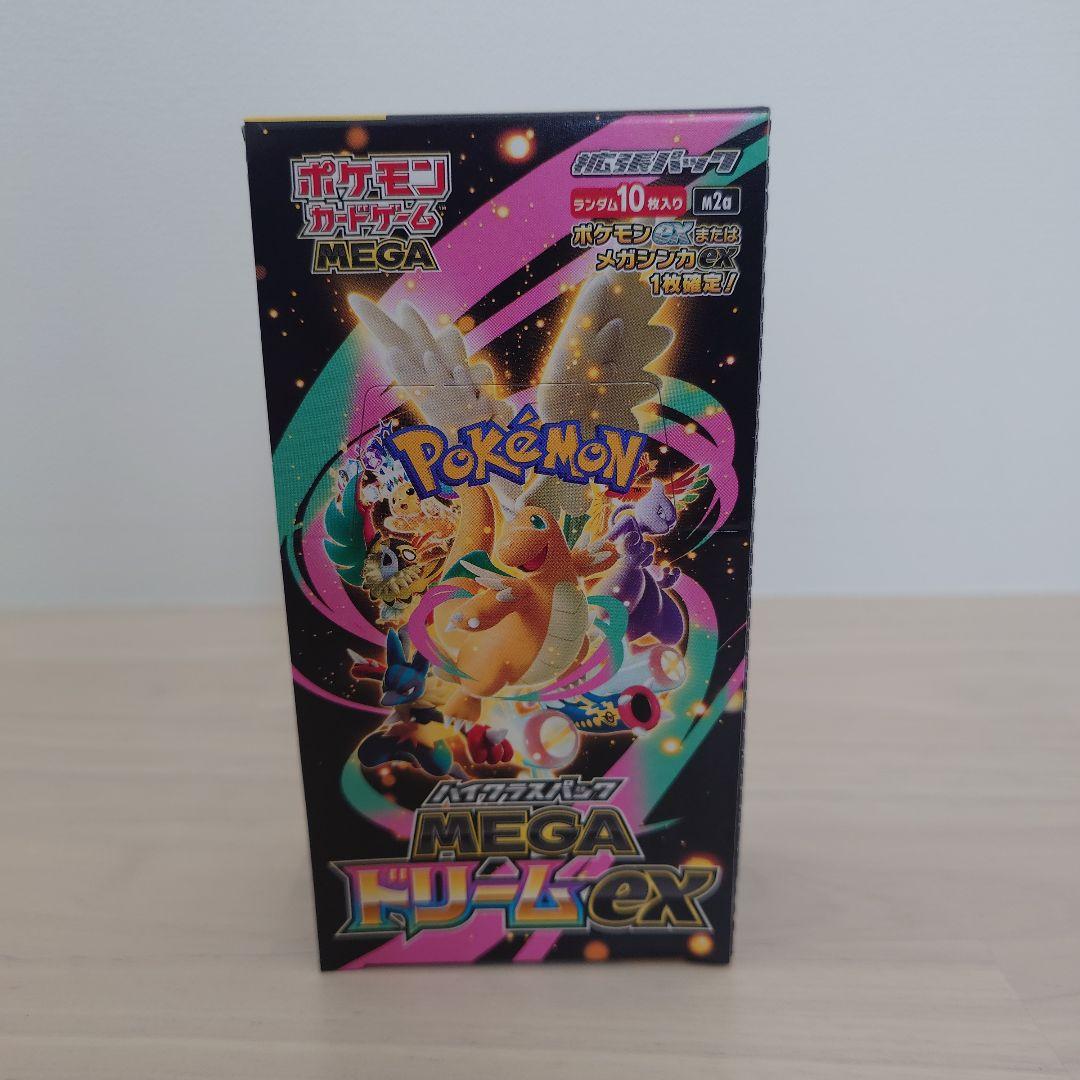 ポケモン
カードゲーム™
MEGA
拡張パック
ランダム10枚入り M2a
ポケモンexまたは
メガシンカex
1枚確定!
POKÉMON™
ハイクラスパック
MEGA
ドリームex